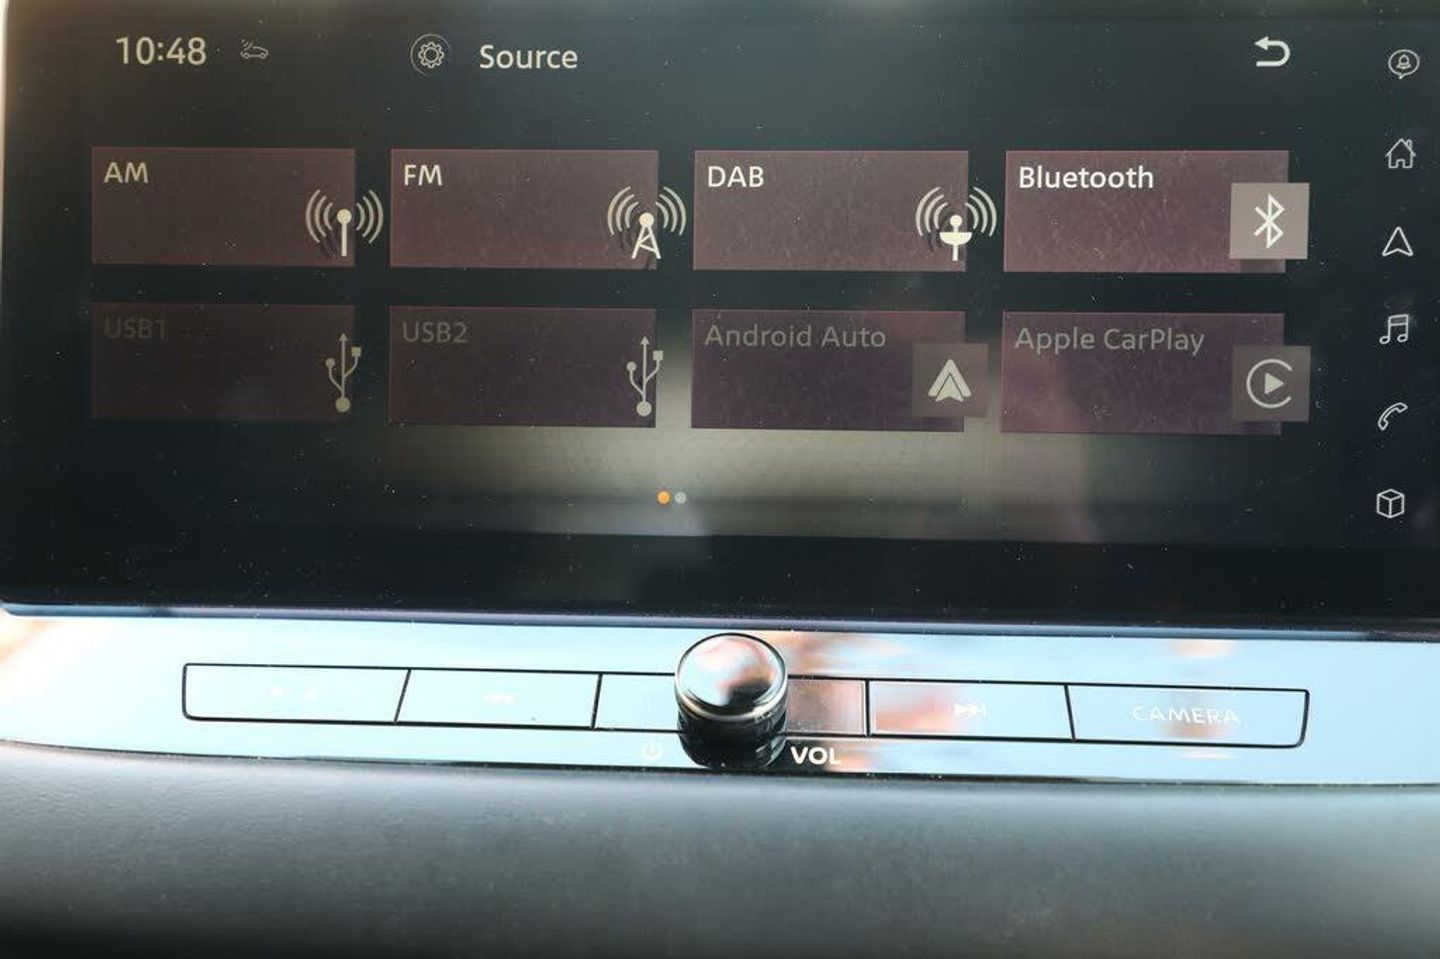 10:48 Source
AM FM DAB Bluetooth
USB1 USB2 Android Auto Apple CarPlay
CAMERA
VOL